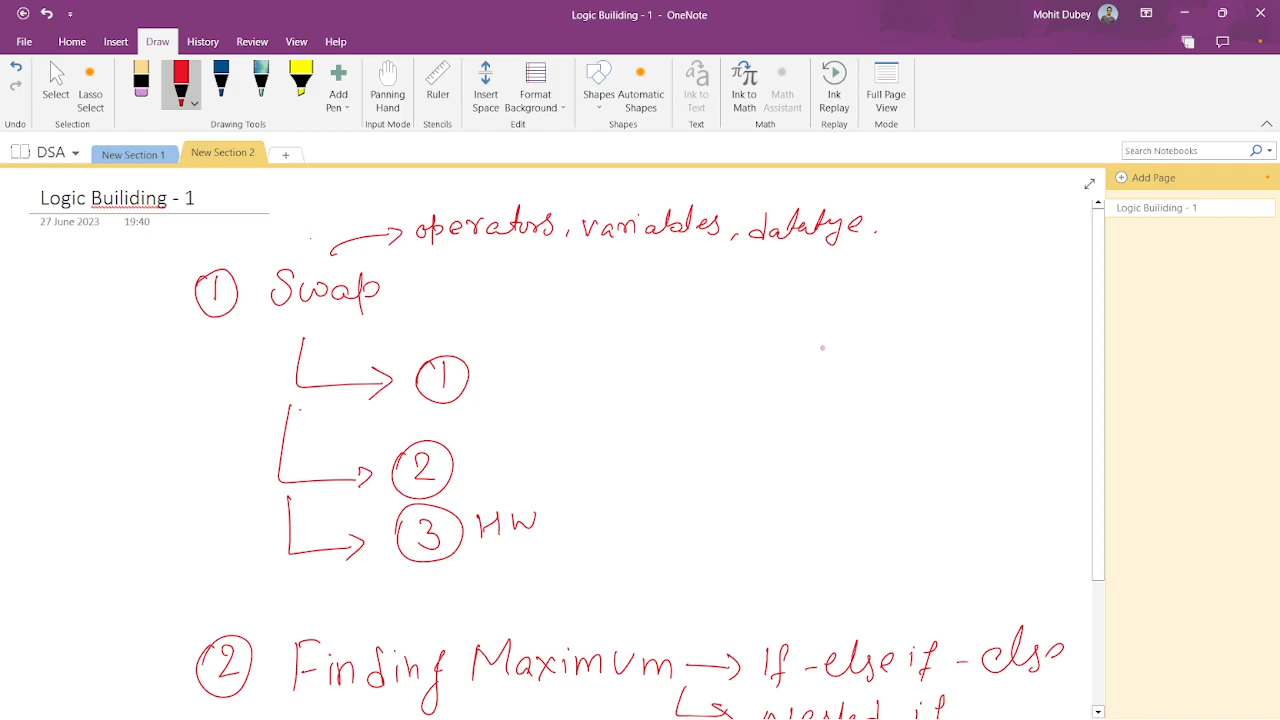 Logic Builiding - 1 - OneNote
Mohit Dubey
File Home Insert Draw History Review View Help
Undo
Select
Lasso Select
Selection
Add Pen
Drawing Tools
Panning Hand
Input Mode
Ruler
Stencils
Insert Space
Format Background
Edit
Shapes
Automatic Shapes
Shapes
Ink to Text
Text
Ink to Math
Math Assistant
Math
Ink Replay
Replay
Full Page View
Mode
DSA
New Section 1
New Section 2
Search Notebooks
Add Page
Logic Builiding - 1
Logic Builiding - 1
27 June 2023 19:40
operators, variables, datatye.
1 Swap
1
2
3 HW
2 Finding Maximum → If - else if - else
nested if